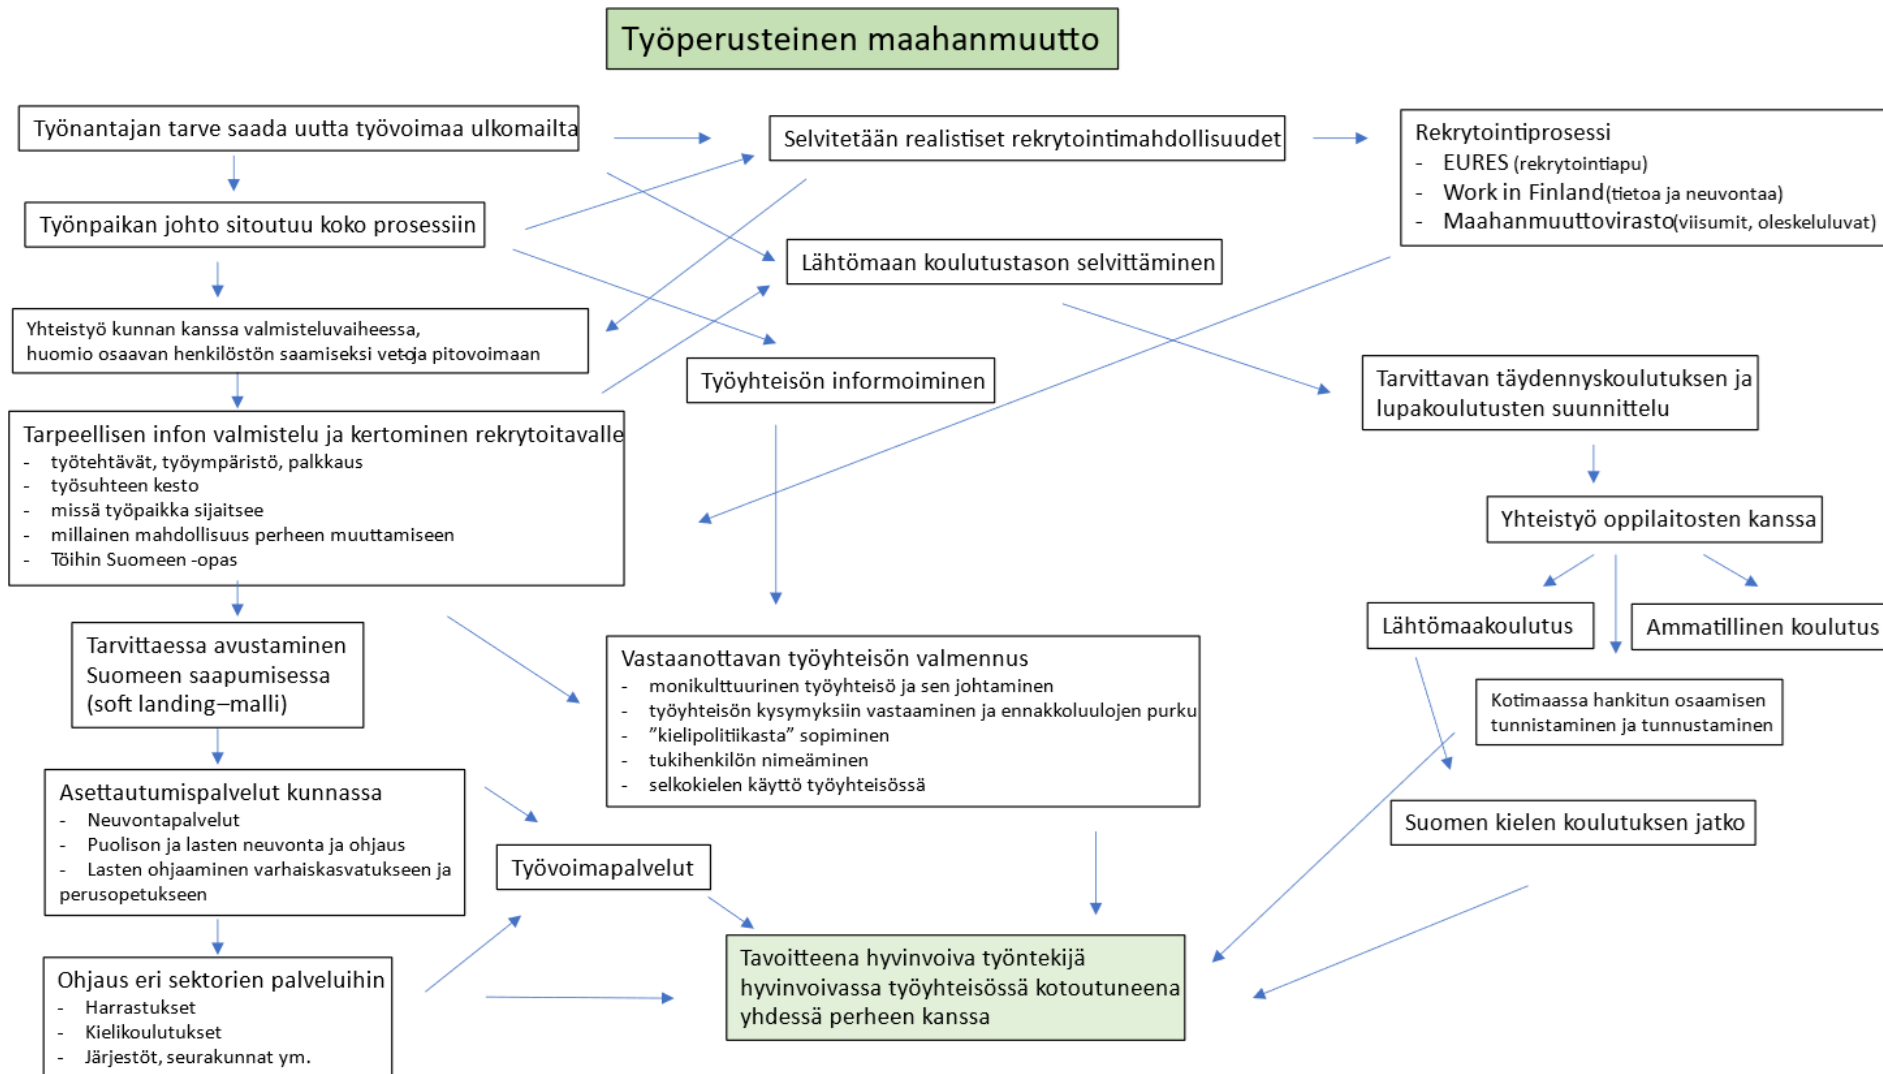 Työperusteinen maahanmuutto
Työnantajan tarve saada uutta työvoimaa ulkomailta
Selvitetään realistiset rekrytointimahdollisuudet
Rekrytointiprosessi
- EURES (rekrytointiapu)
- Work in Finland(tietoa ja neuvontaa)
- Maahanmuuttovirasto(viisumit, oleskeluluvat)
Työnpaikan johto sitoutuu koko prosessiin
Lähtömaan koulutustason selvittäminen
Yhteistyö kunnan kanssa valmisteluvaiheessa,
huomio osaavan henkilöstön saamiseksi veto-ja pitovoimaan
Työyhteisön informoiminen
Tarvittavan täydennyskoulutuksen ja
lupakoulutusten suunnittelu
Tarpeellisen infon valmistelu ja kertominen rekrytoitavalle
- työtehtävät, työympäristö, palkkaus
- työsuhteen kesto
- missä työpaikka sijaitsee
- millainen mahdollisuus perheen muuttamiseen
- Töihin Suomeen -opas
Yhteistyö oppilaitosten kanssa
Lähtömaakoulutus
Ammatillinen koulutus
Tarvittaessa avustaminen
Suomeen saapumisessa
(soft landing–malli)
Vastaanottavan työyhteisön valmennus
- monikulttuurinen työyhteisö ja sen johtaminen
- työyhteisön kysymyksiin vastaaminen ja ennakkoluulojen purku
- ”kielipolitiikasta” sopiminen
- tukihenkilön nimeäminen
- selkokielen käyttö työyhteisössä
Kotimaassa hankitun osaamisen
tunnistaminen ja tunnustaminen
Asettautumispalvelut kunnassa
- Neuvontapalvelut
- Puolison ja lasten neuvonta ja ohjaus
- Lasten ohjaaminen varhaiskasvatukseen ja
perusopetukseen
Suomen kielen koulutuksen jatko
Työvoimapalvelut
Tavoitteena hyvinvoiva työntekijä
hyvinvoivassa työyhteisössä kotoutuneena
yhdessä perheen kanssa
Ohjaus eri sektorien palveluihin
- Harrastukset
- Kielikoulutukset
- Järjestöt, seurakunnat ym.